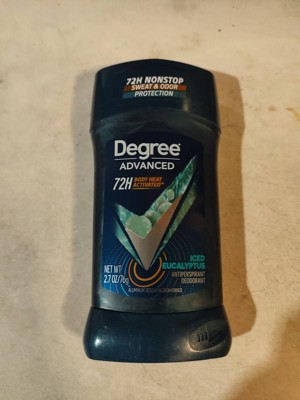 72H NONSTOP
SWEAT & ODOR
PROTECTION
Degree
ADVANCED
72H BODY HEAT
ACTIVATED
ICED
EUCALYPTUS
ANTIPERSPIRANT
DEODORANT
NET WT
2.7 OZ/76g